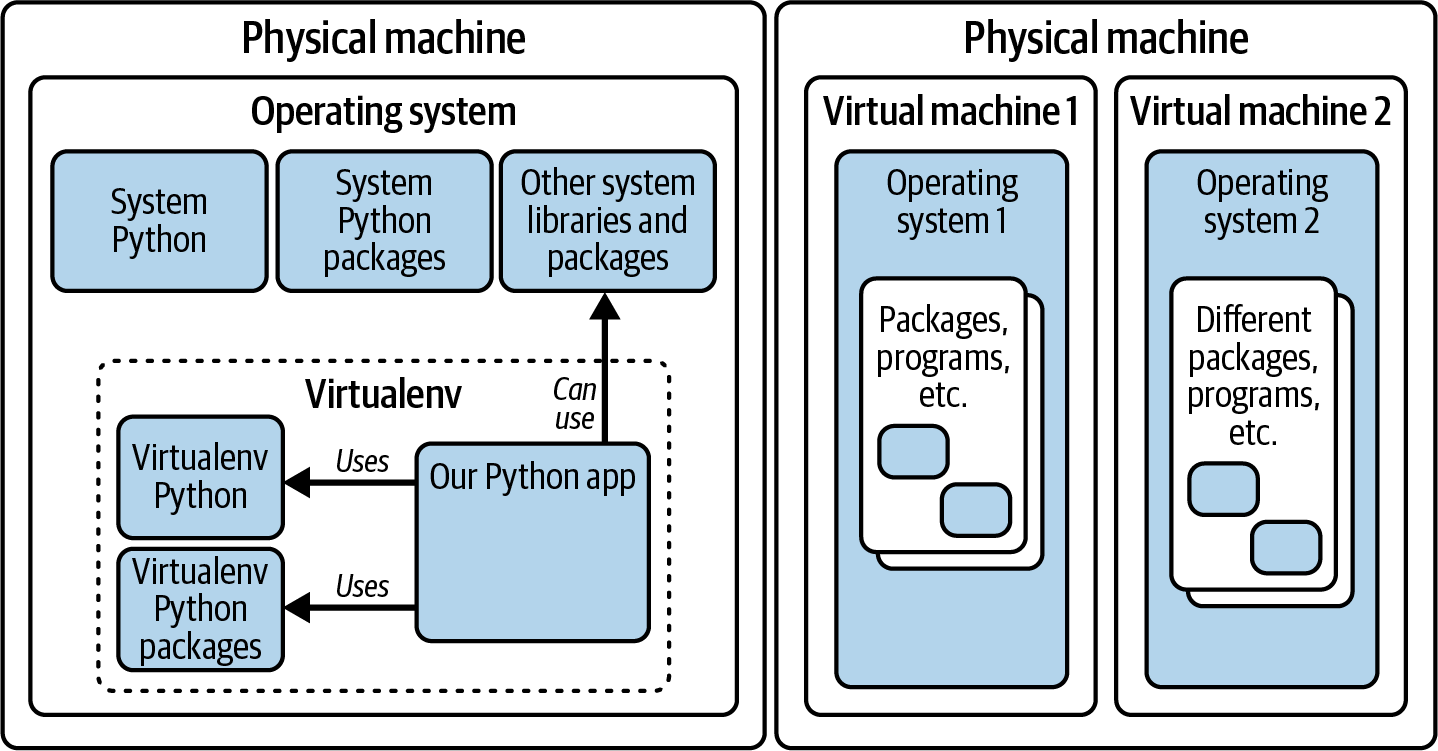 Physical machine
Operating system
System
Python
System
Python
packages
Other system
libraries and
packages
Virtualenv
Can
use
Virtualenv
Python
Uses
Our Python app
Virtualenv
Python
packages
Uses
Physical machine
Virtual machine 1
Operating
system 1
Packages,
programs,
etc.
Virtual machine 2
Operating
system 2
Different
packages,
programs,
etc.